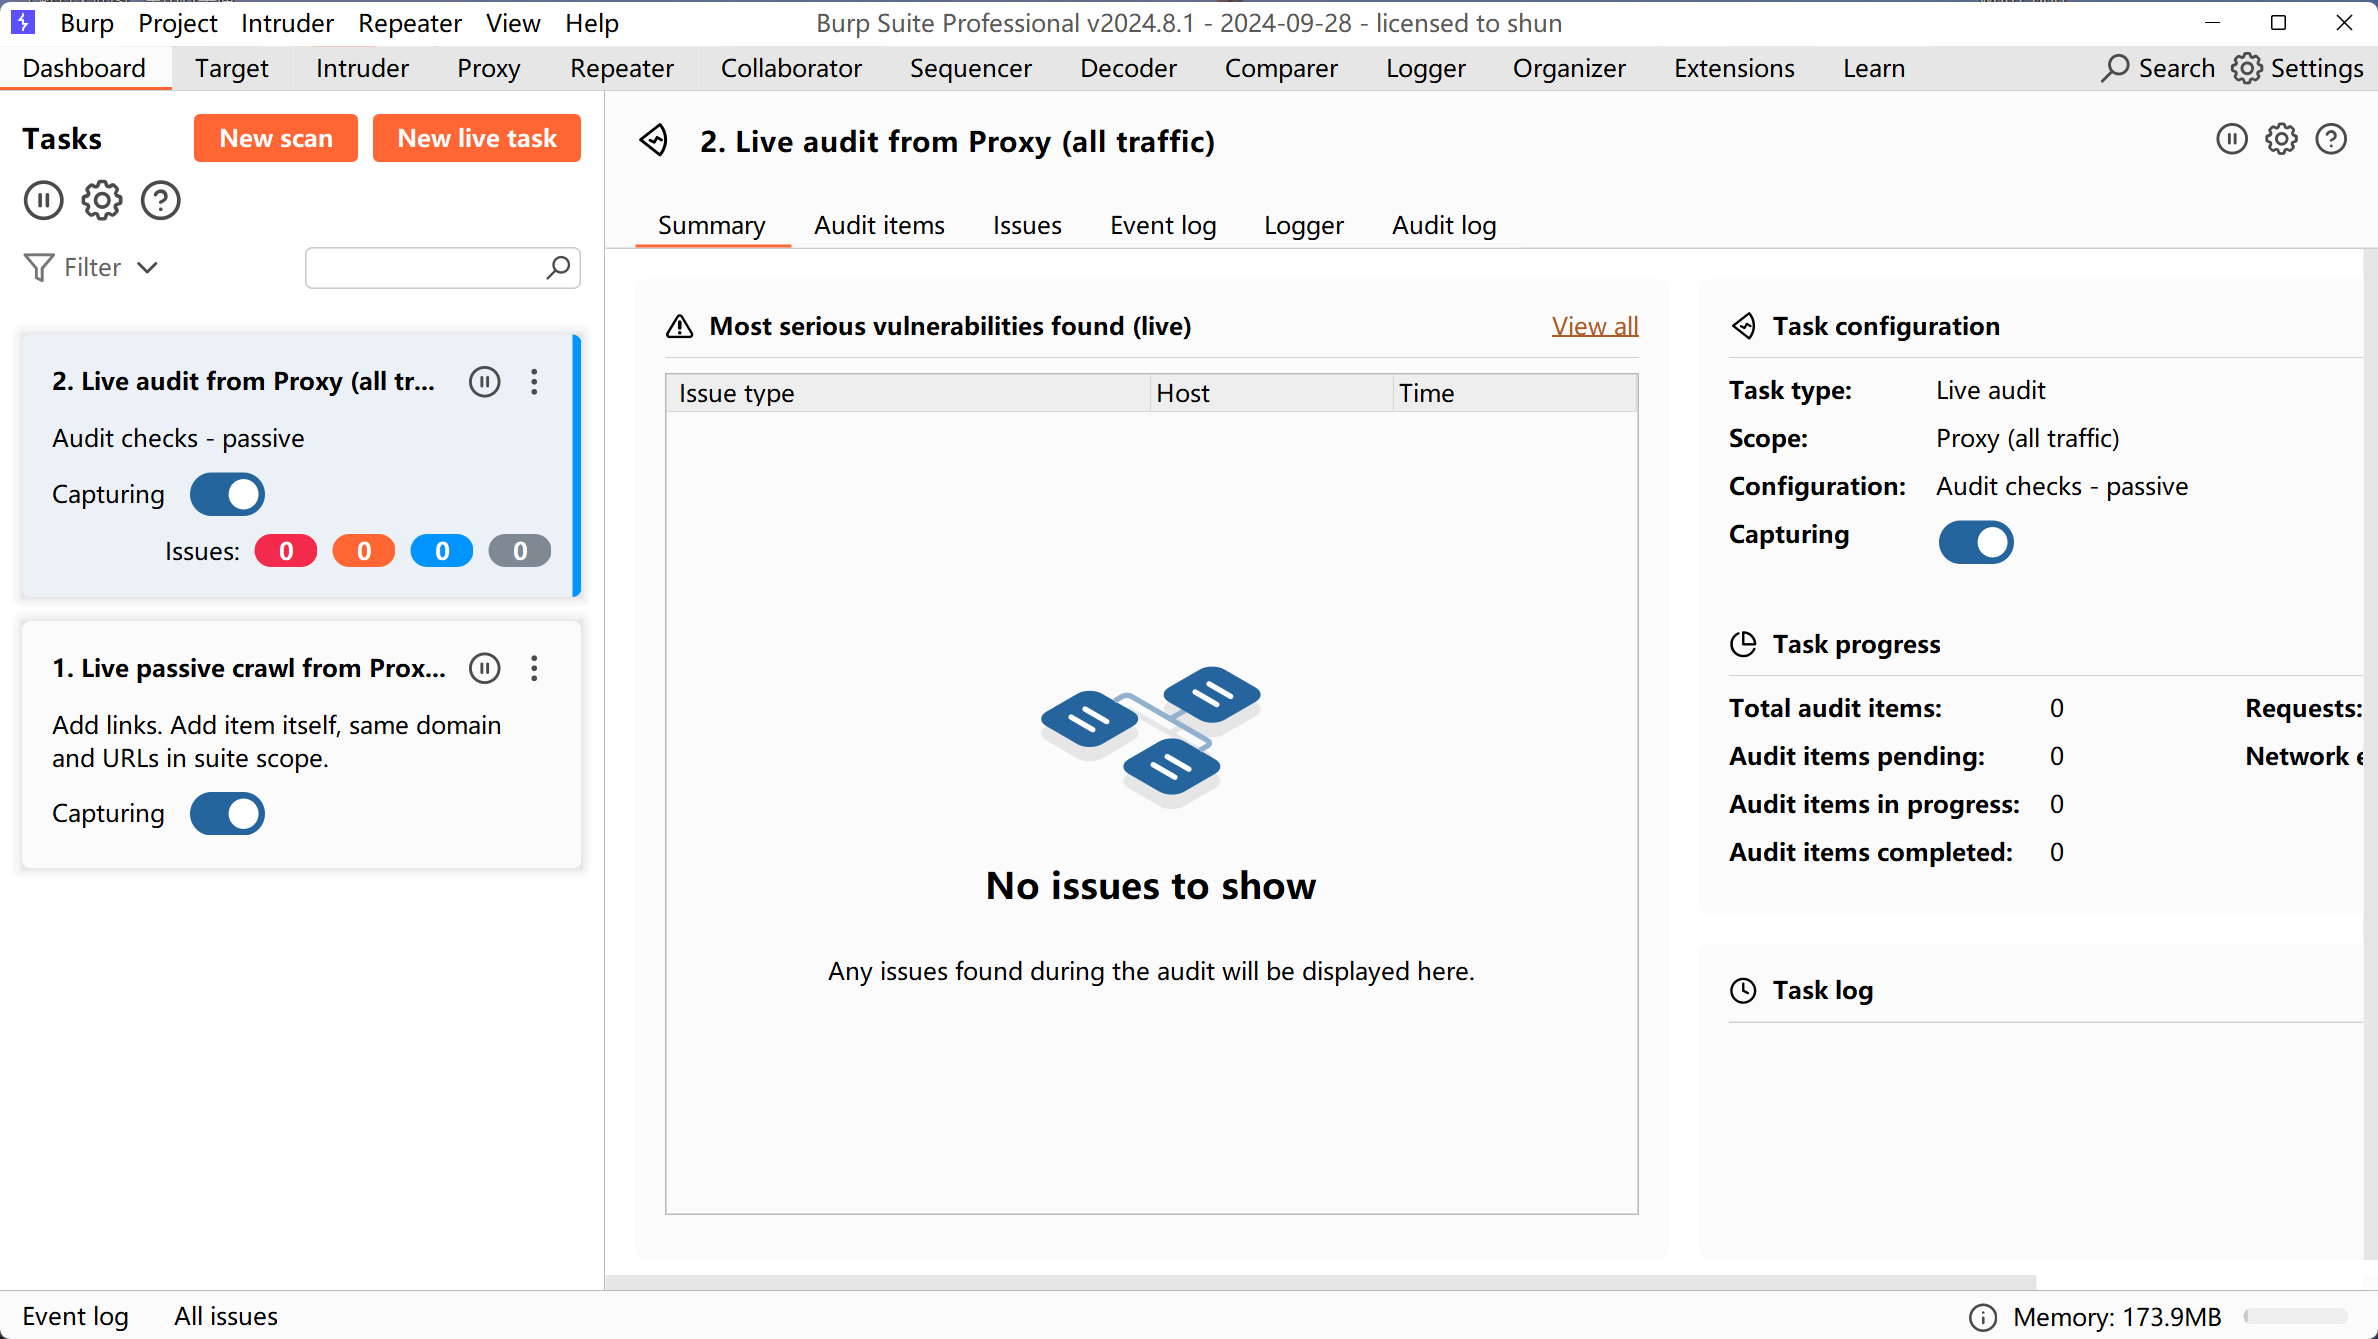 Burp Project Intruder Repeater View Help Burp Suite Professional v2024.8.1 - 2024-09-28 - licensed to shun
Dashboard Target Intruder Proxy Repeater Collaborator Sequencer Decoder Comparer Logger Organizer Extensions Learn Search Settings
Tasks New scan New live task
Filter
2. Live audit from Proxy (all tr...
Audit checks - passive
Capturing
Issues: 0 0 0 0
1. Live passive crawl from Prox...
Add links. Add item itself, same domain
and URLs in suite scope.
Capturing
2. Live audit from Proxy (all traffic)
Summary Audit items Issues Event log Logger Audit log
Most serious vulnerabilities found (live) View all
Issue type Host Time
No issues to show
Any issues found during the audit will be displayed here.
Task configuration
Task type: Live audit
Scope: Proxy (all traffic)
Configuration: Audit checks - passive
Capturing
Task progress
Total audit items: 0 Requests:
Audit items pending: 0 Network
Audit items in progress: 0
Audit items completed: 0
Task log
Event log All issues Memory: 173.9MB